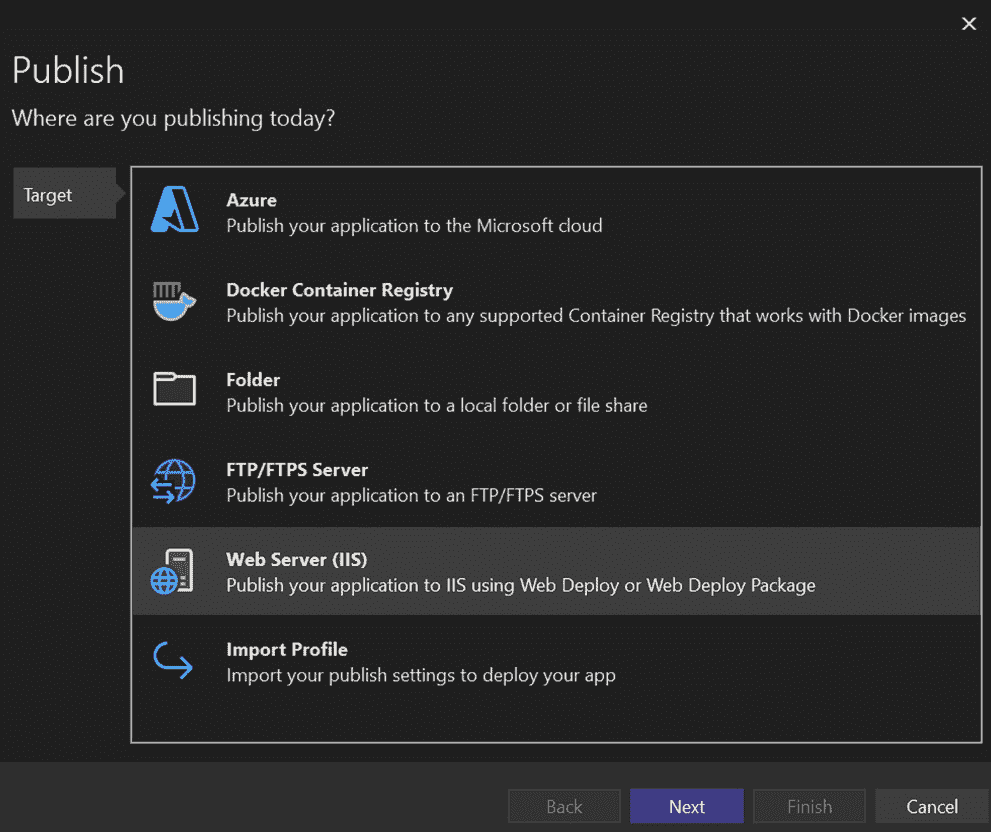 Publish
Where are you publishing today?
Target
Azure
Publish your application to the Microsoft cloud
Docker Container Registry
Publish your application to any supported Container Registry that works with Docker images
Folder
Publish your application to a local folder or file share
FTP/FTPS Server
Publish your application to an FTP/FTPS server
Web Server (IIS)
Publish your application to IIS using Web Deploy or Web Deploy Package
Import Profile
Import your publish settings to deploy your app
Back
Next
Finish
Cancel